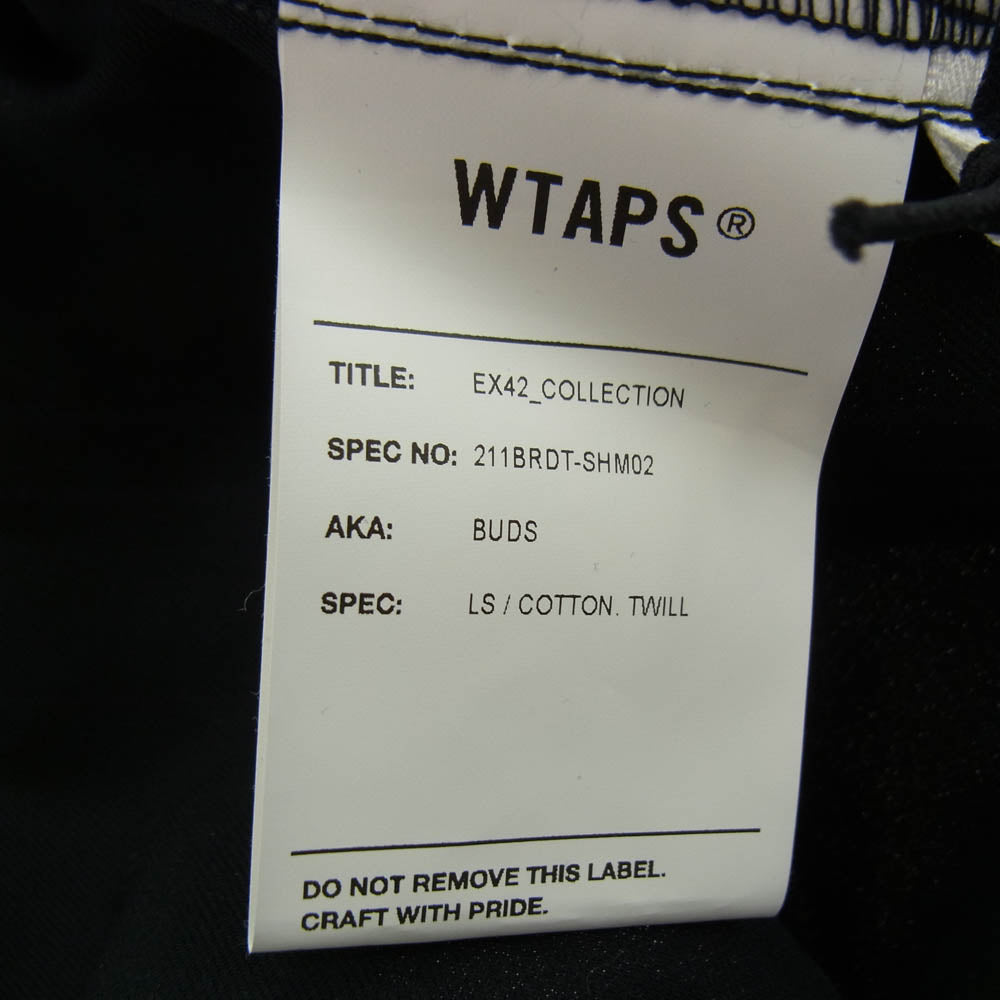 WTAPS®
TITLE: EX42_COLLECTION
SPEC NO: 211BRDT-SHM02
AKA: BUDS
SPEC: LS / COTTON. TWILL
DO NOT REMOVE THIS LABEL.
CRAFT WITH PRIDE.